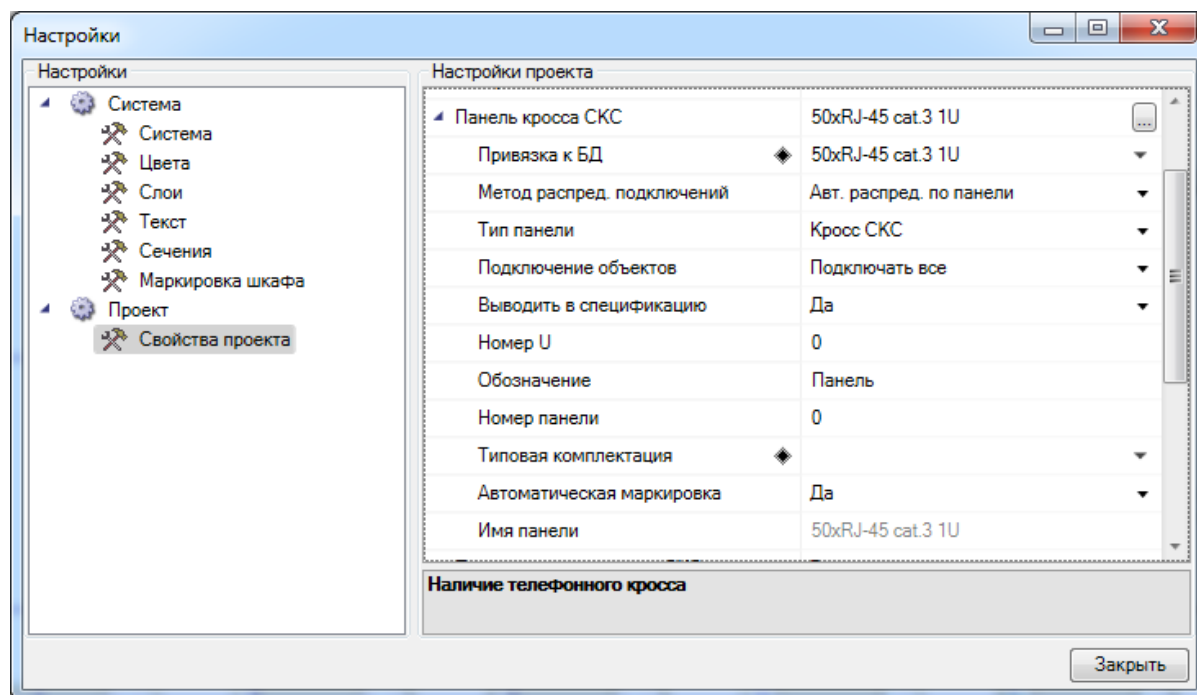 Настройки
Настройки
Система
Система
Цвета
Слои
Текст
Сечения
Маркировка шкафа
Проект
Свойства проекта
Настройки проекта
Панель кросса СКС 50xRJ-45 cat.3 1U ...
Привязка к БД 50xRJ-45 cat.3 1U
Метод распред. подключений Авт. распред. по панели
Тип панели Кросс СКС
Подключение объектов Подключать все
Выводить в спецификацию Да
Номер U 0
Обозначение Панель
Номер панели 0
Типовая комплектация
Автоматическая маркировка Да
Имя панели 50xRJ-45 cat.3 1U
Наличие телефонного кросса
Закрыть